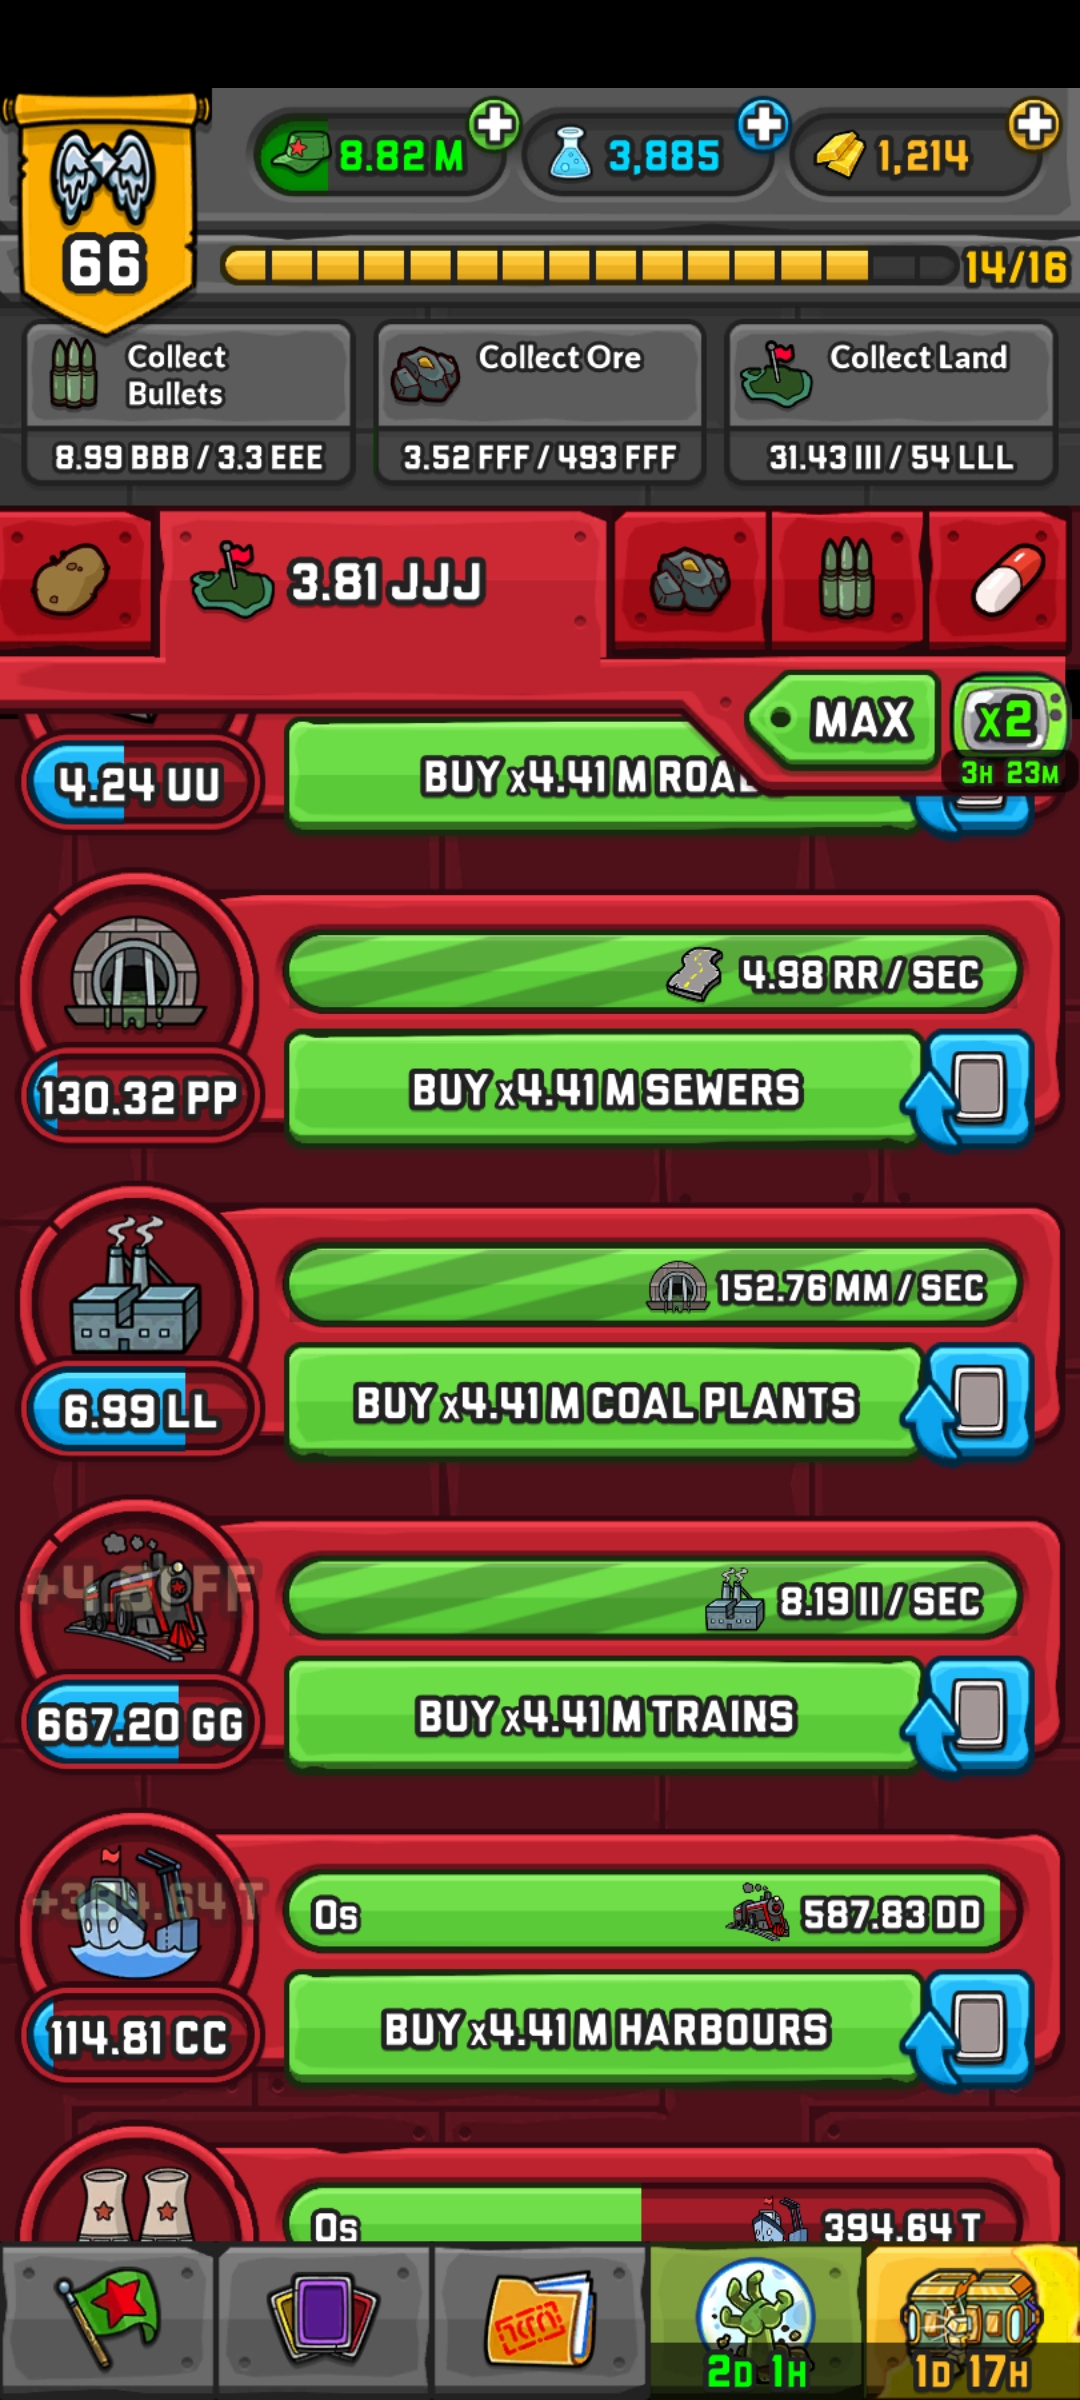 8.82 M
3,885
1,214
66
14/16
Collect
Bullets
8.99 BBB / 3.3 EEE
Collect Ore
3.52 FFF / 493 FFF
Collect Land
31.43 III / 54 LLL
3.81 JJJ
MAX
x2
3H 23M
4.24 UU
BUY x4.41 M ROA
4.98 RR / SEC
130.32 PP
BUY x4.41 M SEWERS
152.76 MM / SEC
6.99 LL
BUY x4.41 M COAL PLANTS
8.19 II / SEC
667.20 GG
BUY x4.41 M TRAINS
+394.64 T
0s
587.83 DD
114.81 CC
BUY x4.41 M HARBOURS
0s
394.64 T
2D 1H
1D 17H